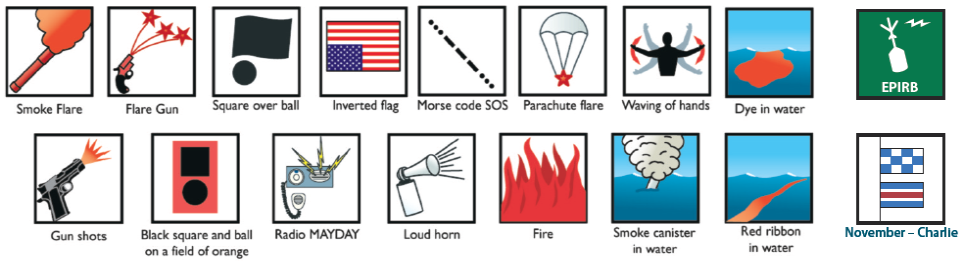 EPIRB
Smoke Flare
Flare Gun
Square over ball
Inverted flag
Morse code SOS
Parachute flare
Waving of hands
Dye in water
Gun shots
Black square and ball
on a field of orange
Radio MAYDAY
Loud horn
Fire
Smoke canister
in water
Red ribbon
in water
November – Charlie